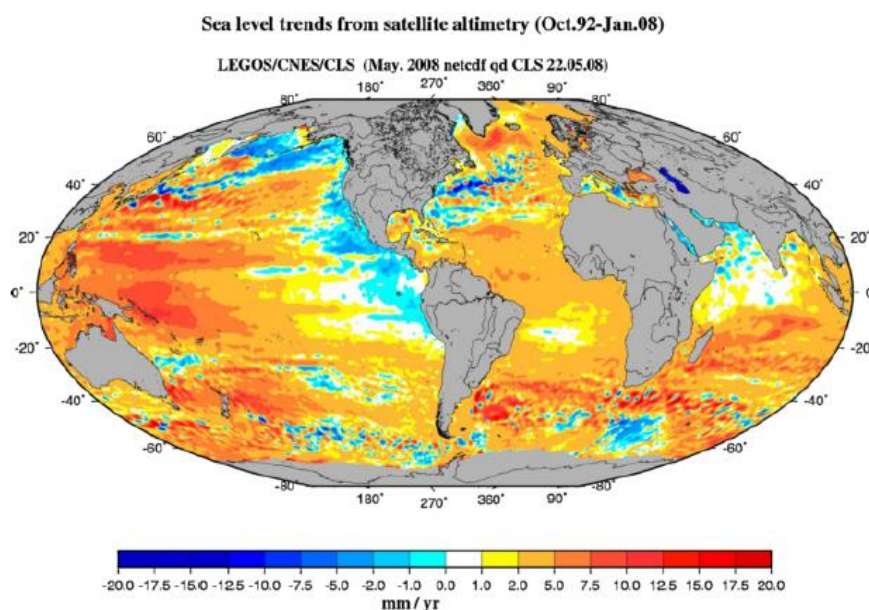 Sea level trends from satellite altimetry (Oct.92-Jan.08)
LEGOS/CNES/CLS (May. 2008 netcdf qd CLS 22.05.08)
270˚
180˚ 360˚
80˚ 90˚ 80˚
60˚ 60˚
40˚ 40˚
20˚ 20˚
0˚ 0˚
-20˚ -20˚
-40˚ -40˚
-60˚ -60˚
-80˚ 180˚ 360˚ 90˚ -80˚
270˚
-20.0 -17.5 -12.5 -10.0 -7.5 -5.0 -2.0 -1.0 0.0 1.0 2.0 5.0 7.5 10.0 12.5 17.5 20.0
mm / yr